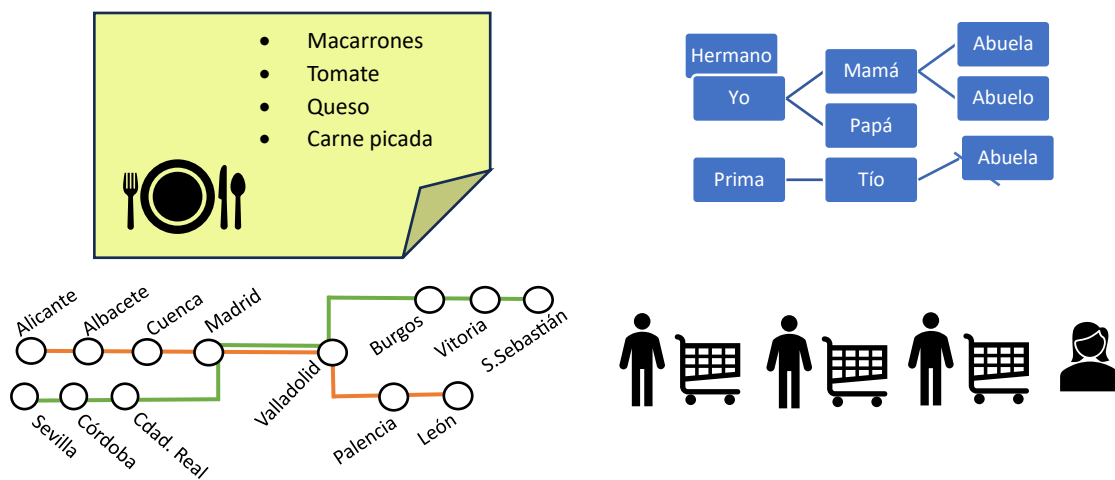 • Macarrones
• Tomate
• Queso
• Carne picada
Hermano
Yo
Mamá
Papá
Abuela
Abuelo
Prima
Tío
Abuela
Alicante
Albacete
Cuenca
Madrid
Valladolid
Burgos
Vitoria
S.Sebastián
Sevilla
Córdoba
Cdad. Real
Palencia
León